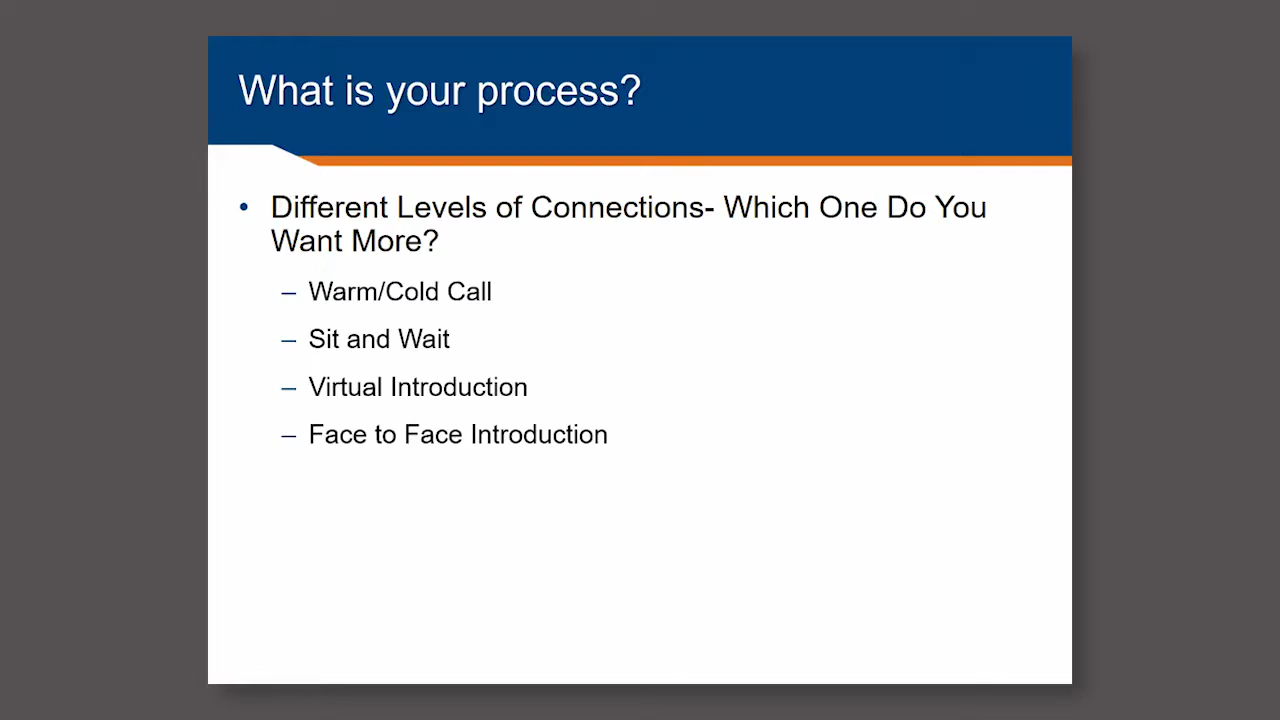 What is your process?
• Different Levels of Connections- Which One Do You
Want More?
– Warm/Cold Call
– Sit and Wait
– Virtual Introduction
– Face to Face Introduction